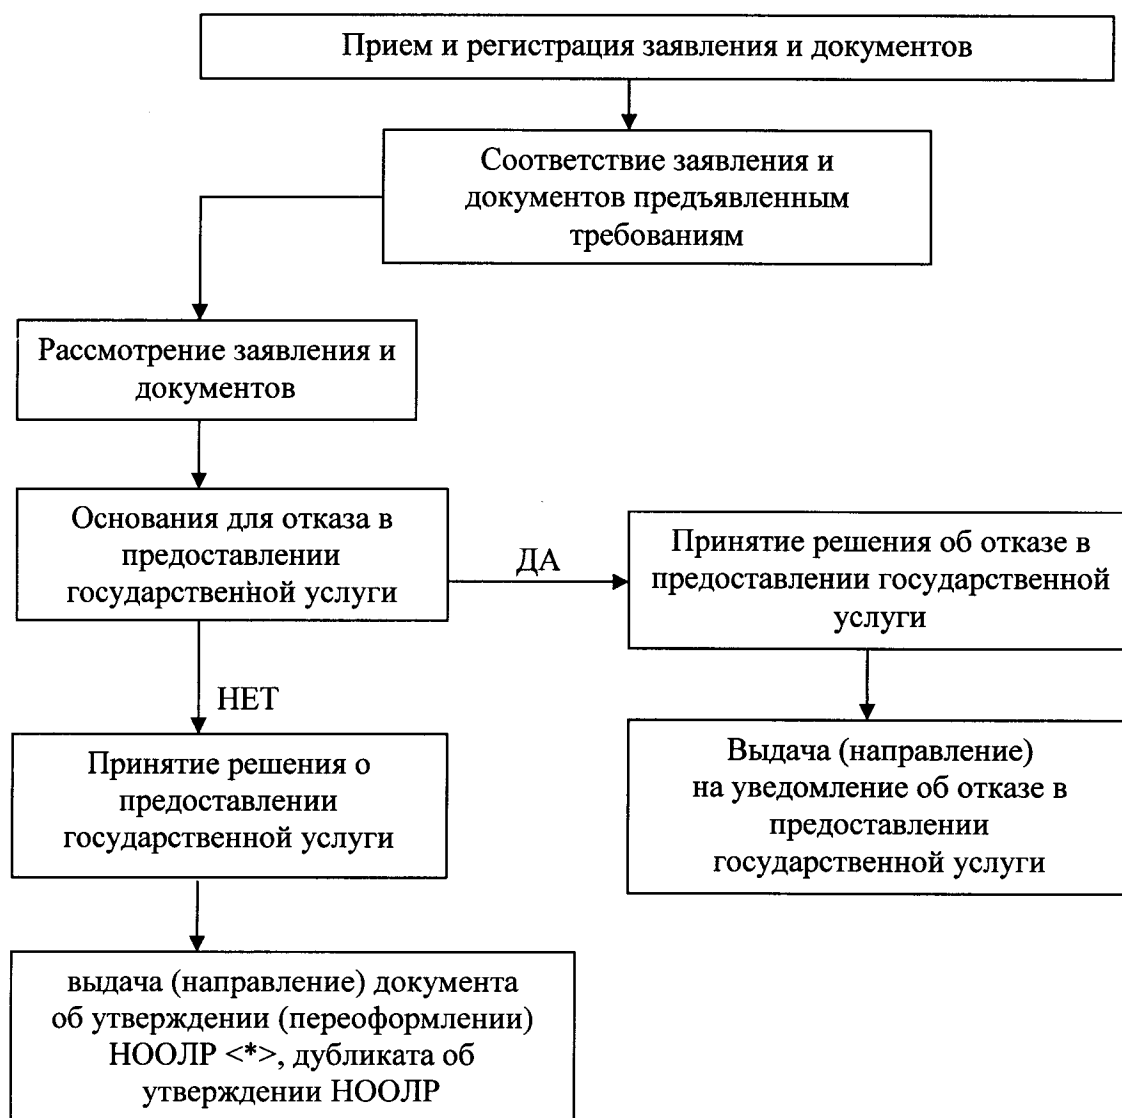 Прием и регистрация заявления и документов
Соответствие заявления и
документов предъявленным
требованиям
Рассмотрение заявления и
документов
Основания для отказа в
предоставлении
государственной услуги
ДА
Принятие решения об отказе в
предоставлении государственной
услуги
НЕТ
Принятие решения о
предоставлении
государственной услуги
Выдача (направление)
на уведомление об отказе в
предоставлении
государственной услуги
выдача (направление) документа
об утверждении (переоформлении)
НООЛР <*>, дубликата об
утверждении НООЛР